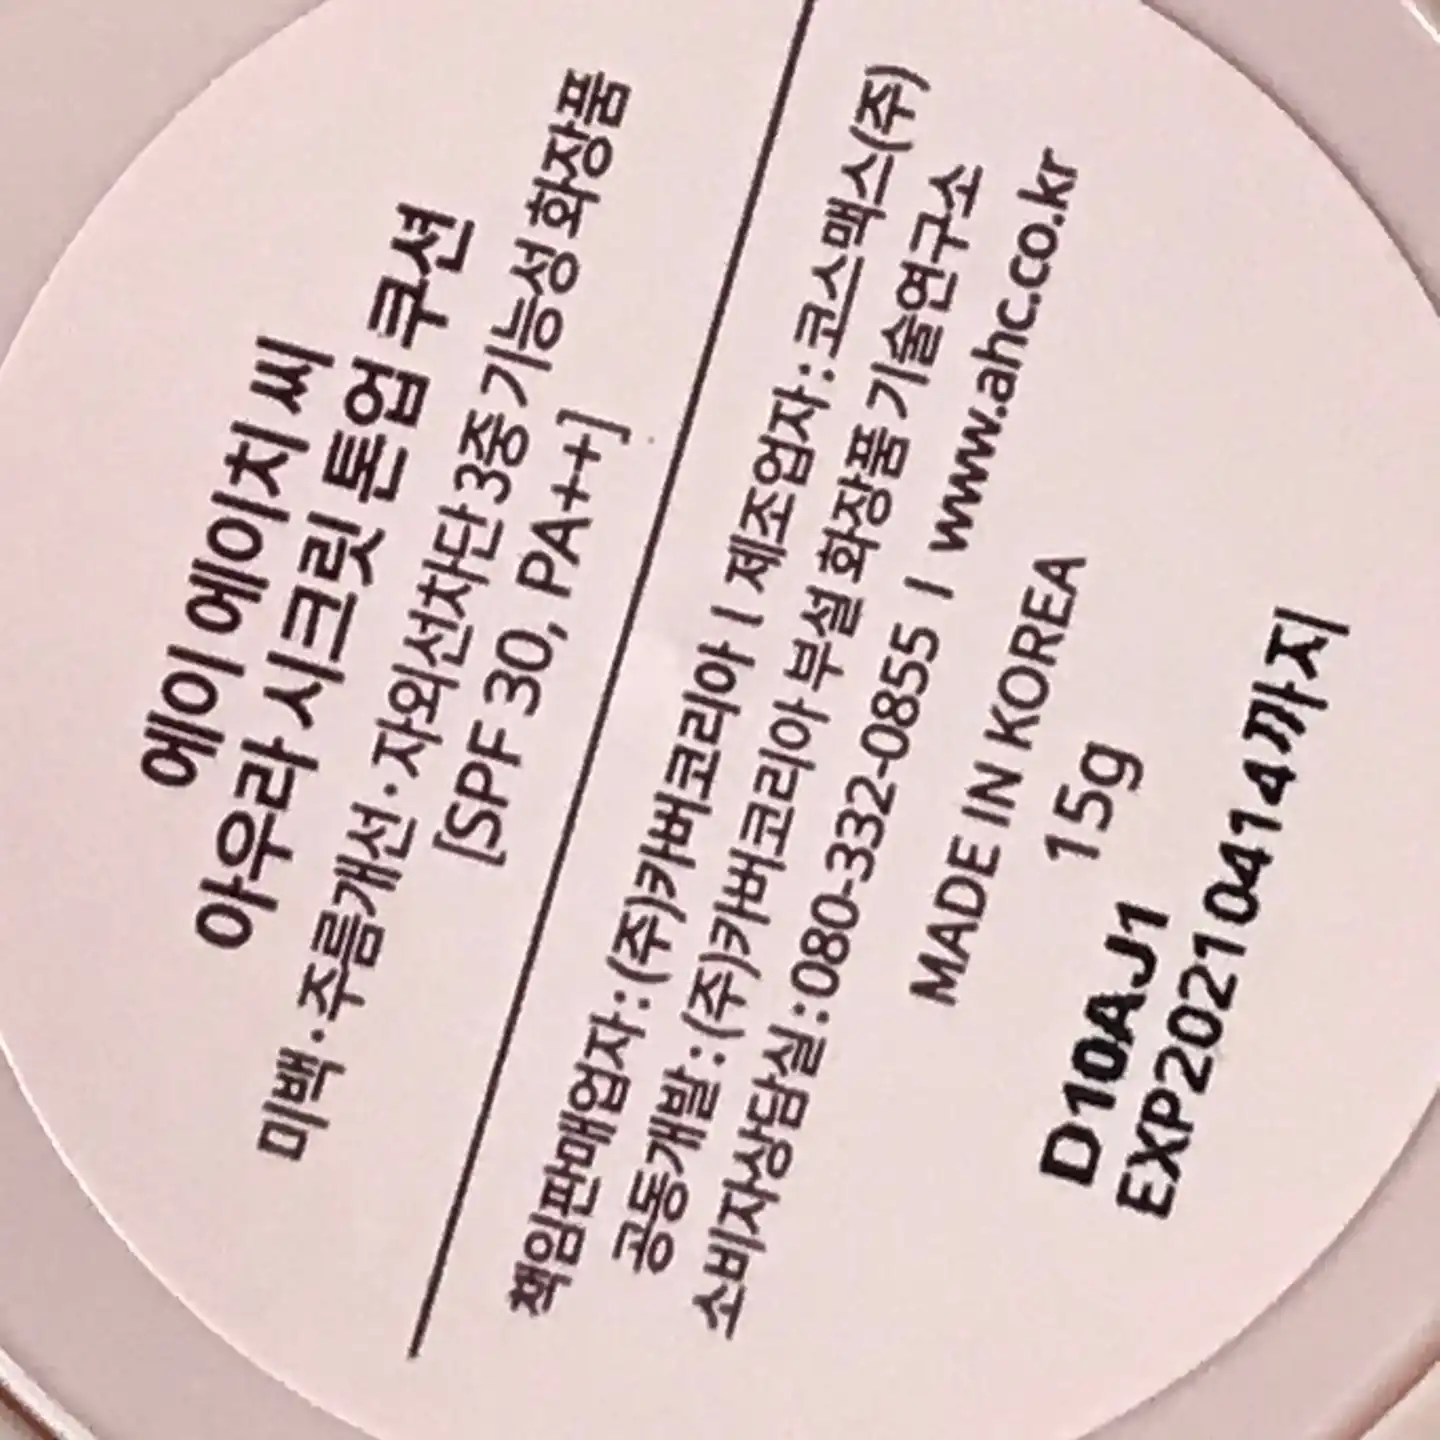 에이 에이치 씨
아우라 시크릿 톤업 쿠션
미백·주름개선·자외선차단 3중 기능성 화장품
[SPF 30, PA++]
책임판매업자 : (주)카버코리아 | 제조업자 : 코스맥스(주)
공동개발 : (주)카버코리아 부설 화장품 기술연구소
소비자상담실 : 080-332-0855 | www.ahc.co.kr
MADE IN KOREA
15g
D10AJ1
EXP20210414까지